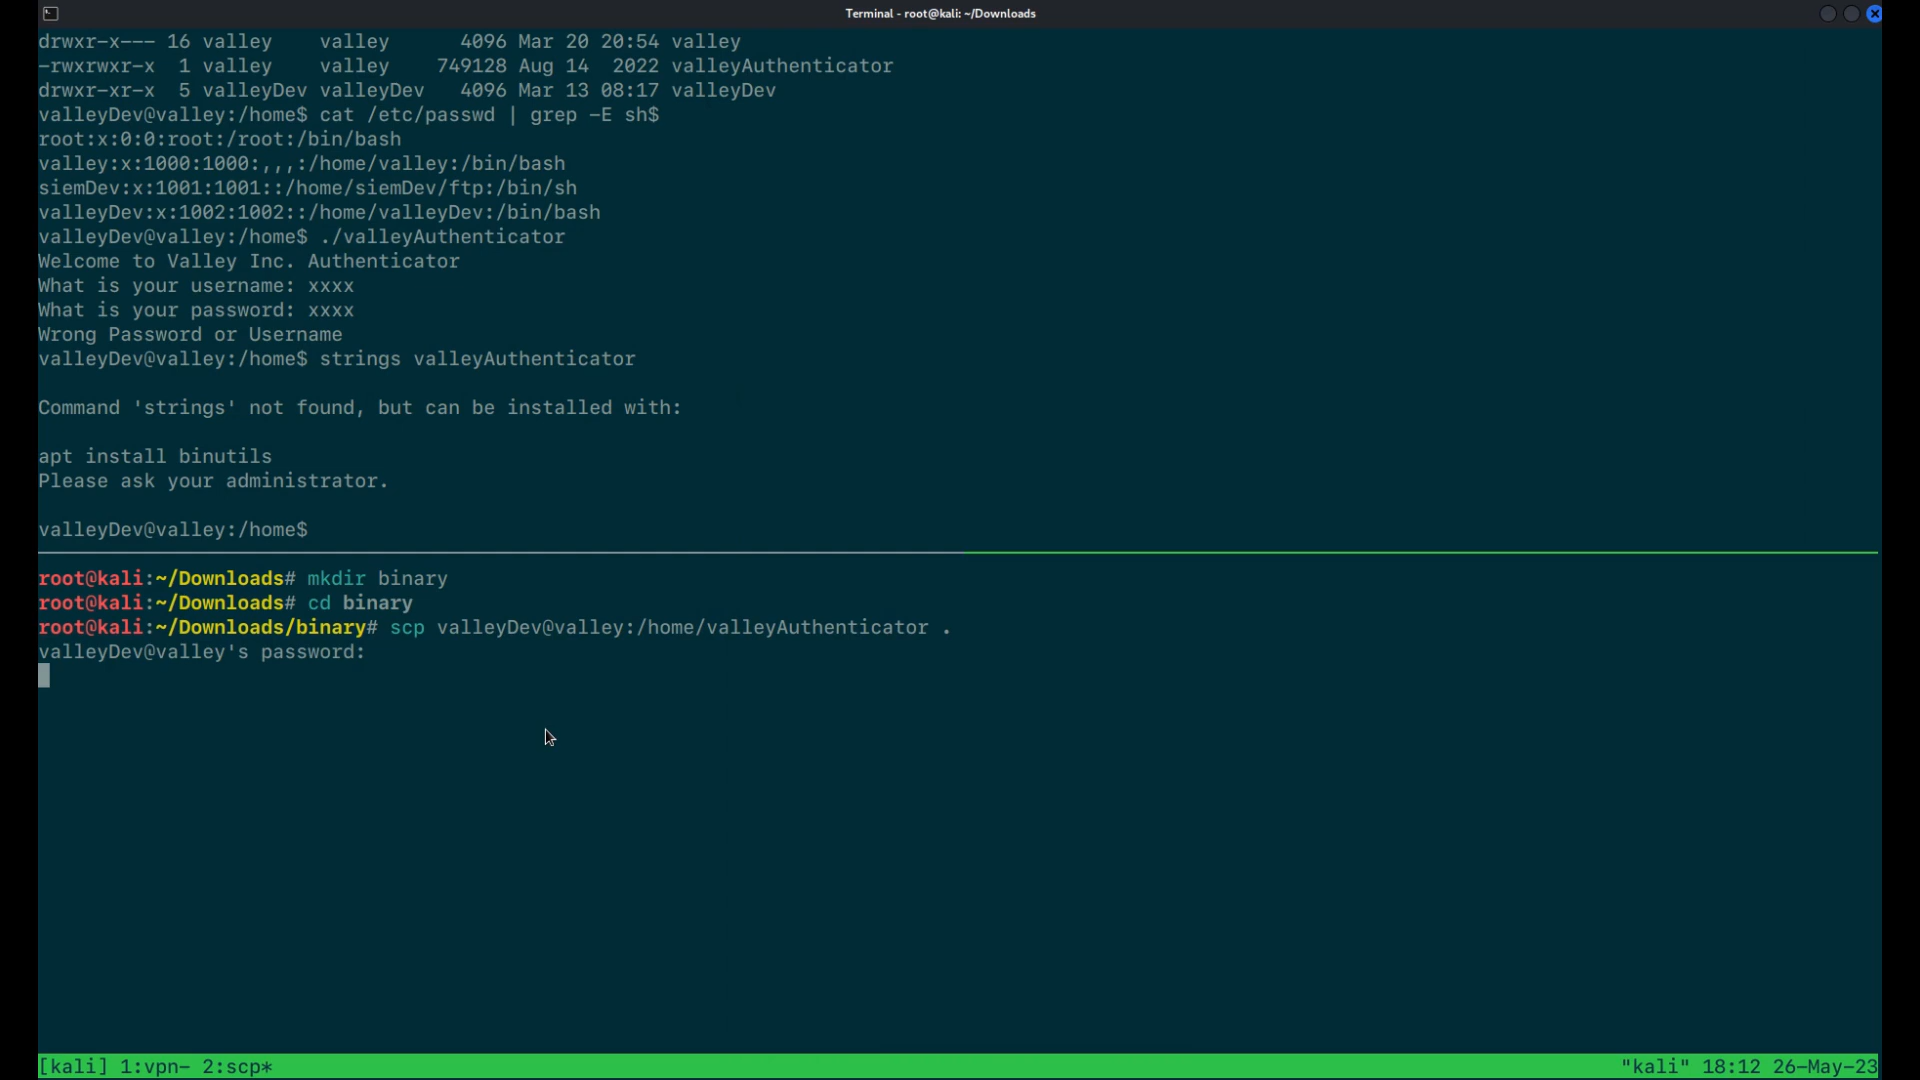 Terminal - root@kali: ~/Downloads
drwxr-x--- 16 valley    valley      4096 Mar 20 20:54 valley
-rwxrwxr-x  1 valley    valley    749128 Aug 14  2022 valleyAuthenticator
drwxr-xr-x  5 valleyDev valleyDev   4096 Mar 13 08:17 valleyDev
valleyDev@valley:/home$ cat /etc/passwd | grep -E sh$
root:x:0:0:root:/root:/bin/bash
valley:x:1000:1000:,,,:/home/valley:/bin/bash
siemDev:x:1001:1001::/home/siemDev/ftp:/bin/sh
valleyDev:x:1002:1002::/home/valleyDev:/bin/bash
valleyDev@valley:/home$ ./valleyAuthenticator
Welcome to Valley Inc. Authenticator
What is your username: xxxx
What is your password: xxxx
Wrong Password or Username
valleyDev@valley:/home$ strings valleyAuthenticator
Command 'strings' not found, but can be installed with:
apt install binutils
Please ask your administrator.
valleyDev@valley:/home$
root@kali:~/Downloads# mkdir binary
root@kali:~/Downloads# cd binary
root@kali:~/Downloads/binary# scp valleyDev@valley:/home/valleyAuthenticator .
valleyDev@valley's password:
[kali] 1:vpn- 2:scp* "kali" 18:12 26-May-23